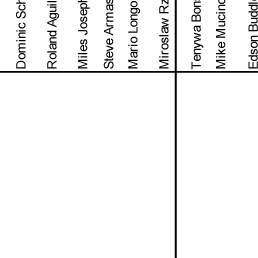 Dominic Sch
Roland Aguil
Miles Joseph
Steve Armas
Mario Longo
Miroslaw Rz
Tenywa Bon
Mike Mucino
Edson Buddl